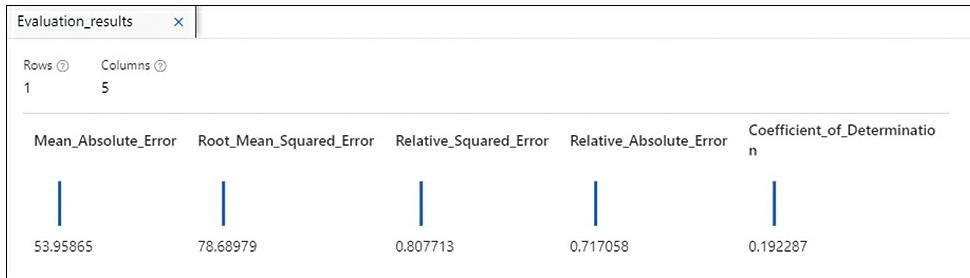 Evaluation_results ×
Rows ? Columns ?
1 5
Mean_Absolute_Error Root_Mean_Squared_Error Relative_Squared_Error Relative_Absolute_Error Coefficient_of_Determinatio
n
53.95865 78.68979 0.807713 0.717058 0.192287